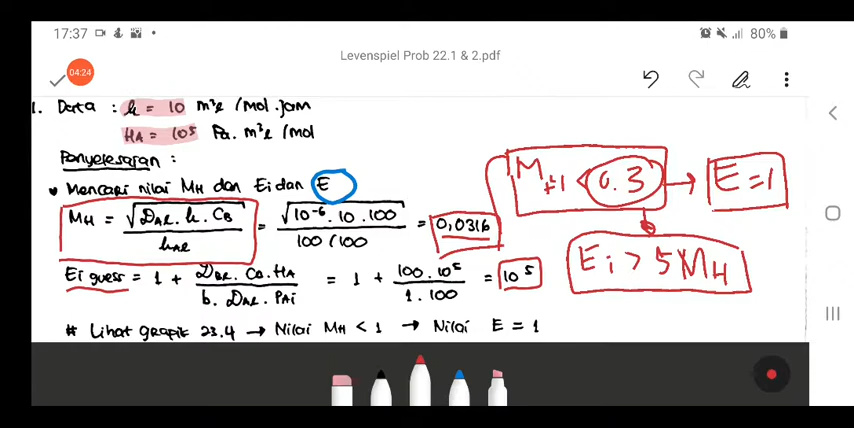 17:37
80%
04:24
Levenspiel Prob 22.1 & 2.pdf
1. Data : k = 10 m³l /mol.jam
HA = 10⁵ Pa. m³l /mol
Penyelesaian :
Mencari nilai MH dan Ei dan E
MH = √DAl. k. CB / kAl = √10⁻⁶. 10. 100 / 100/100 = 0,0316
Ei guess = 1 + DBl. CB. HA / b. DAl. PAi = 1 + 100. 10⁵ / 1. 100 = 10⁵
# Lihat grafik 23.4 → Nilai MH < 1 → Nilai E = 1
MH < 0.3 → E = 1
Ei > 5 MH